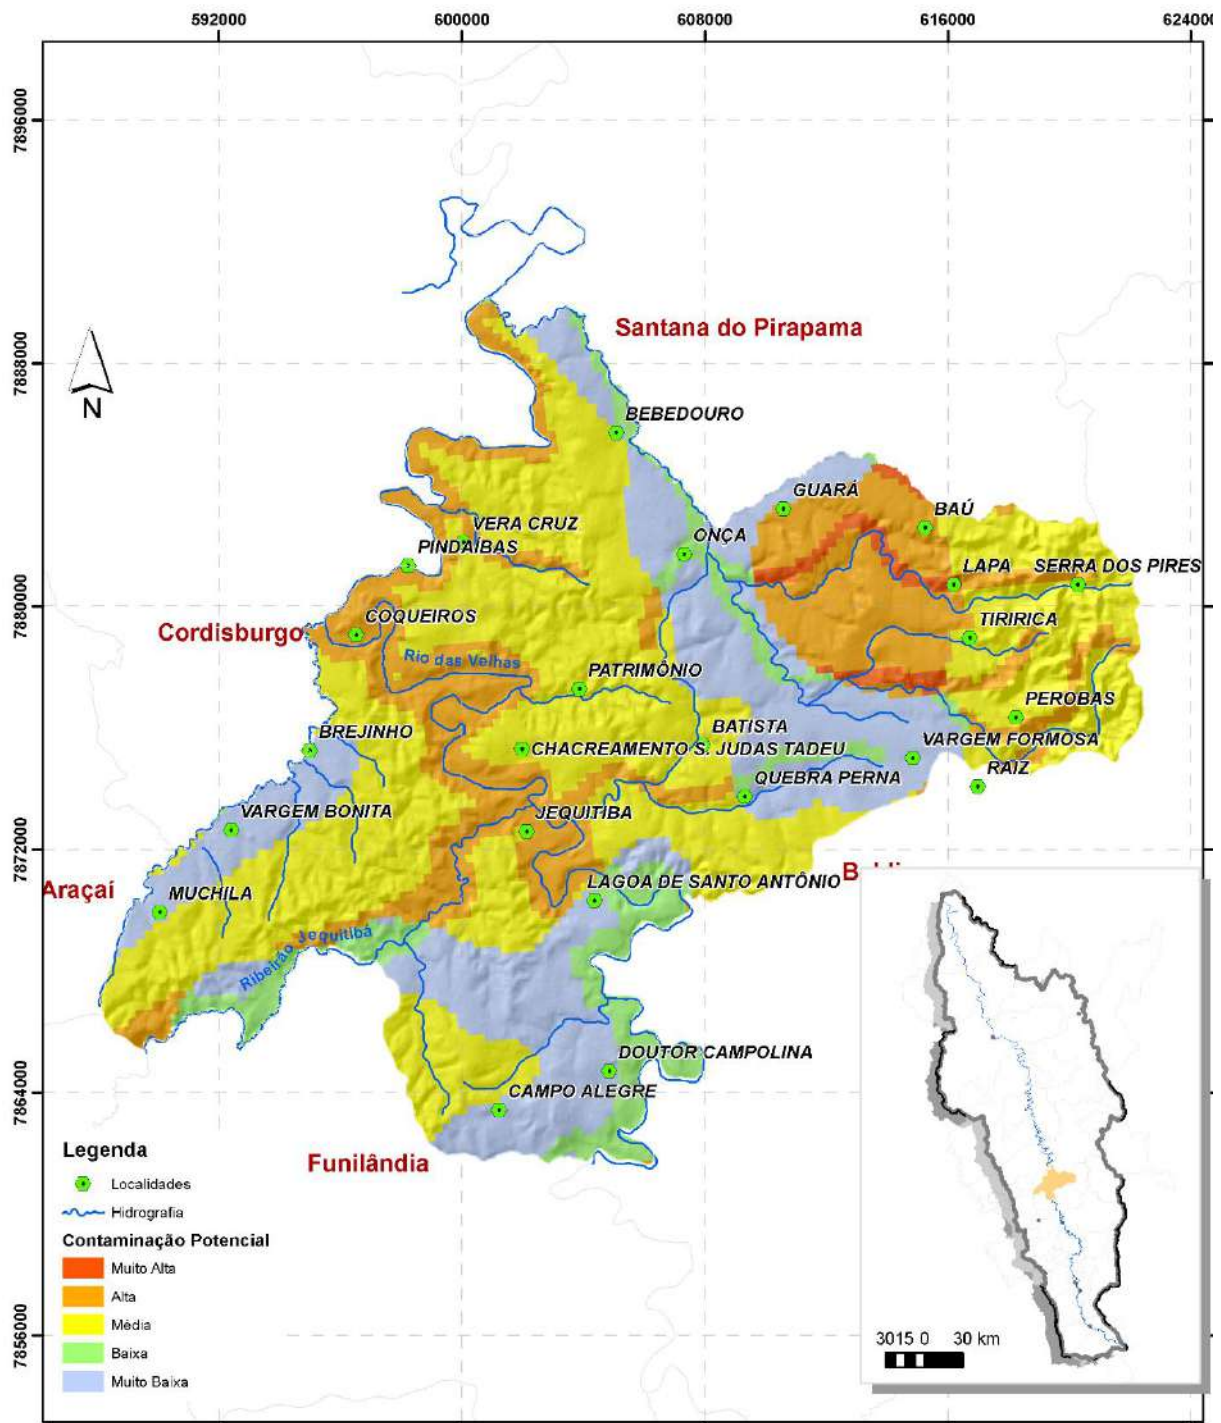 592000 600000 608000 616000 624000
7896000
Santana do Pirapama
7888000
N
BEBEDOURO
GUARÁ
BAÚ
VERA CRUZ
ONÇA
PINDAÍBAS
LAPA SERRA DOS PIRES
7880000
COQUEIROS
TIRIRICA
Cordisburgo
Rio das Velhas
PATRIMÔNIO
PEROBAS
BATISTA
BREJINHO
VARGEM FORMOSA
CHACREAMENTO S. JUDAS TADEU
RAIZ
QUEBRA PERNA
VARGEM BONITA
JEQUITIBA
7872000
LAGOA DE SANTO ANTÔNIO
Araçaí
MUCHILA
Ribeirão Jequitibá
DOUTOR CAMPOLINA
CAMPO ALEGRE
7864000
Funilândia
Legenda
Localidades
Hidrografia
Contaminação Potencial
Muito Alta
Alta
Média
Baixa
Muito Baixa
7856000
3015 0 30 km